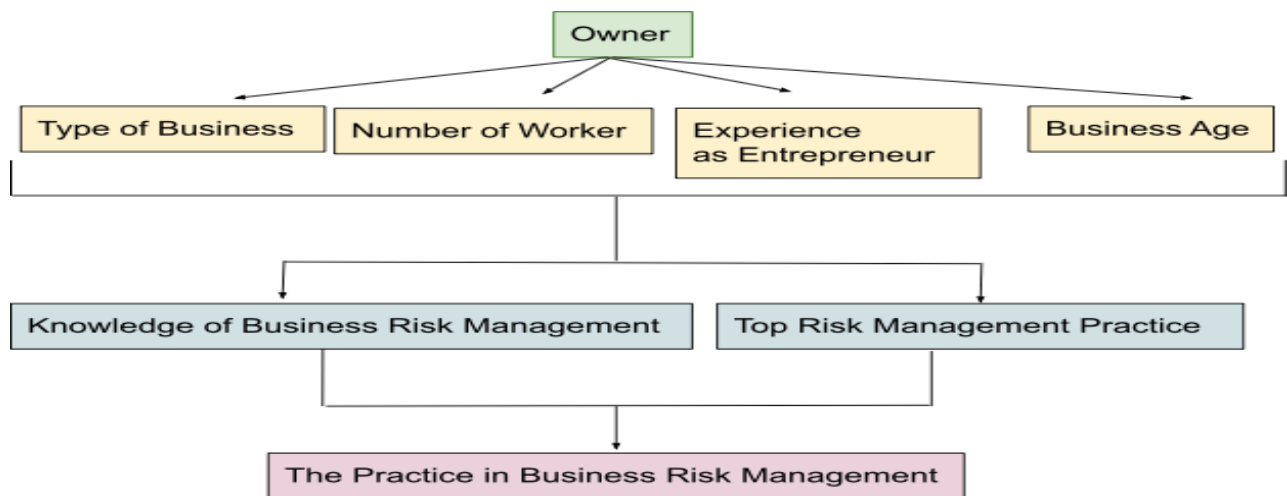 Owner
Type of Business
Number of Worker
Experience
as Entrepreneur
Business Age
Knowledge of Business Risk Management
Top Risk Management Practice
The Practice in Business Risk Management